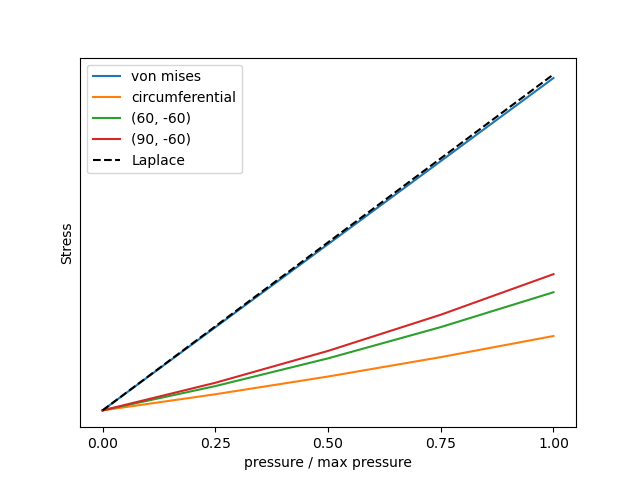 von mises
circumferential
(60, -60)
(90, -60)
Laplace
Stress
0.00
0.25
0.50
0.75
1.00
pressure / max pressure